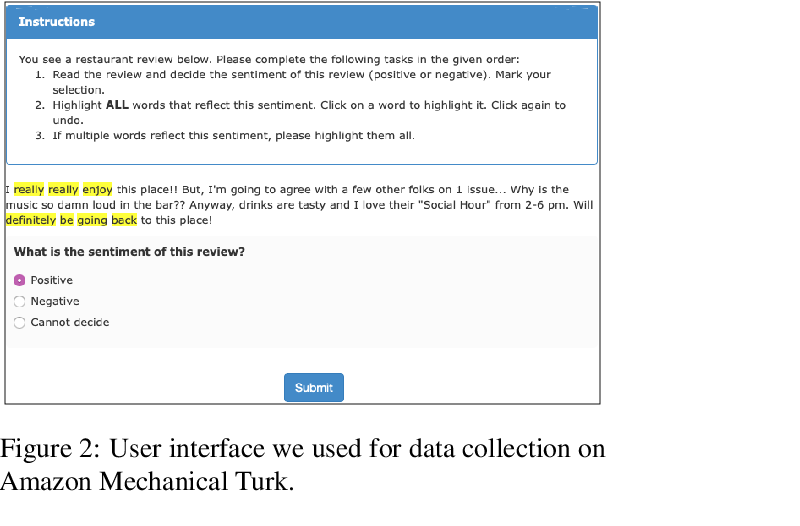 Instructions
You see a restaurant review below. Please complete the following tasks in the given order:
1. Read the review and decide the sentiment of this review (positive or negative). Mark your
selection.
2. Highlight ALL words that reflect this sentiment. Click on a word to highlight it. Click again to
undo.
3. If multiple words reflect this sentiment, please highlight them all.
I really really enjoy this place!! But, I'm going to agree with a few other folks on 1 issue... Why is the
music so damn loud in the bar?? Anyway, drinks are tasty and I love their "Social Hour" from 2-6 pm. Will
definitely be going back to this place!
What is the sentiment of this review?
Positive
Negative
Cannot decide
Submit
Figure 2: User interface we used for data collection on
Amazon Mechanical Turk.